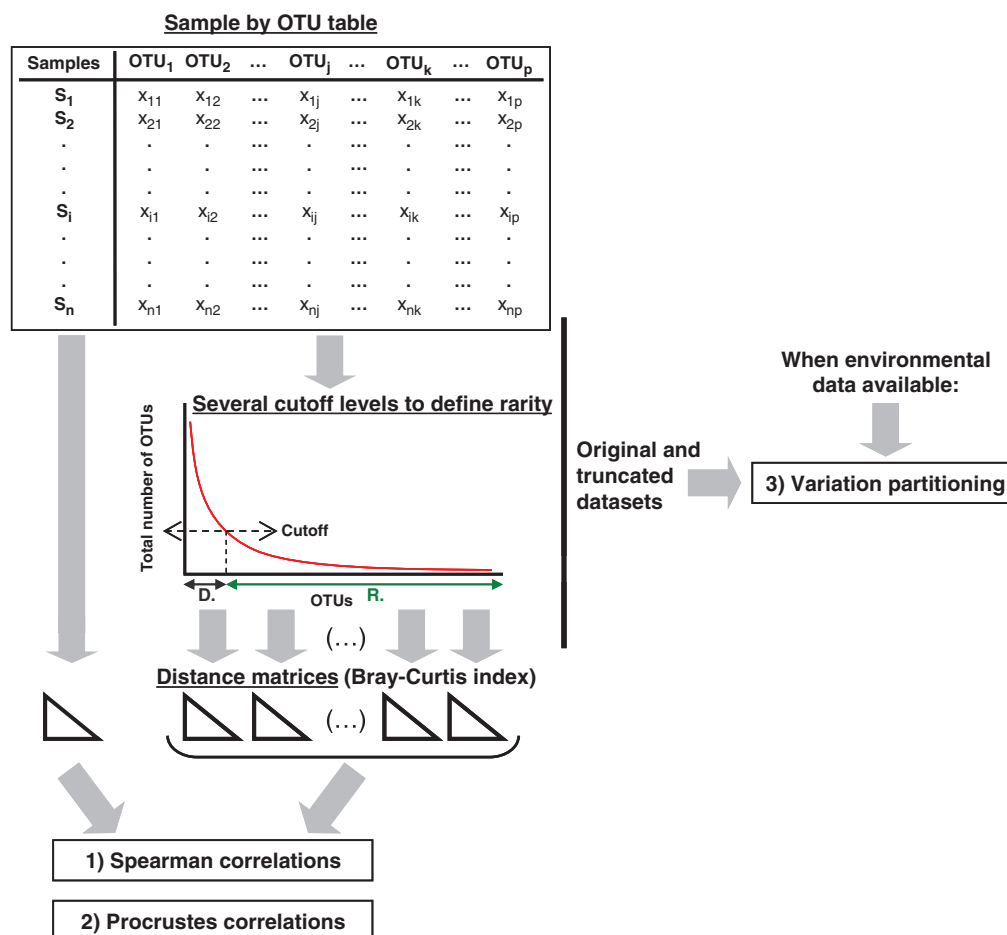 Sample by OTU table
Samples OTU1 OTU2 ... OTUj ... OTUk ... OTUp
S1 x11 x12 ... x1j ... x1k ... x1p
S2 x21 x22 ... x2j ... x2k ... x2p
. . . ... . ... . ... .
. . . ... . ... . ... .
. . . ... . ... . ... .
Si xi1 xi2 ... xij ... xik ... xip
. . . ... . ... . ... .
. . . ... . ... . ... .
. . . ... . ... . ... .
Sn xn1 xn2 ... xnj ... xnk ... xnp
Several cutoff levels to define rarity
Total number of OTUs
Cutoff
D. R.
OTUs
(...)
Distance matrices (Bray-Curtis index)
(...)
1) Spearman correlations
2) Procrustes correlations
Original and
truncated
datasets
When environmental
data available:
3) Variation partitioning